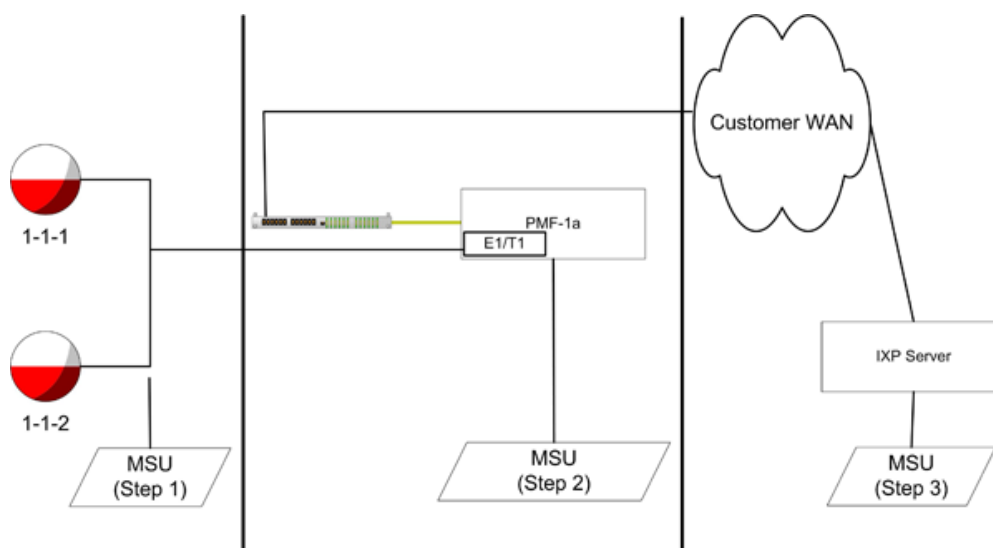 Customer WAN
1-1-1
PMF-1a
E1/T1
IXP Server
1-1-2
MSU
(Step 1)
MSU
(Step 2)
MSU
(Step 3)